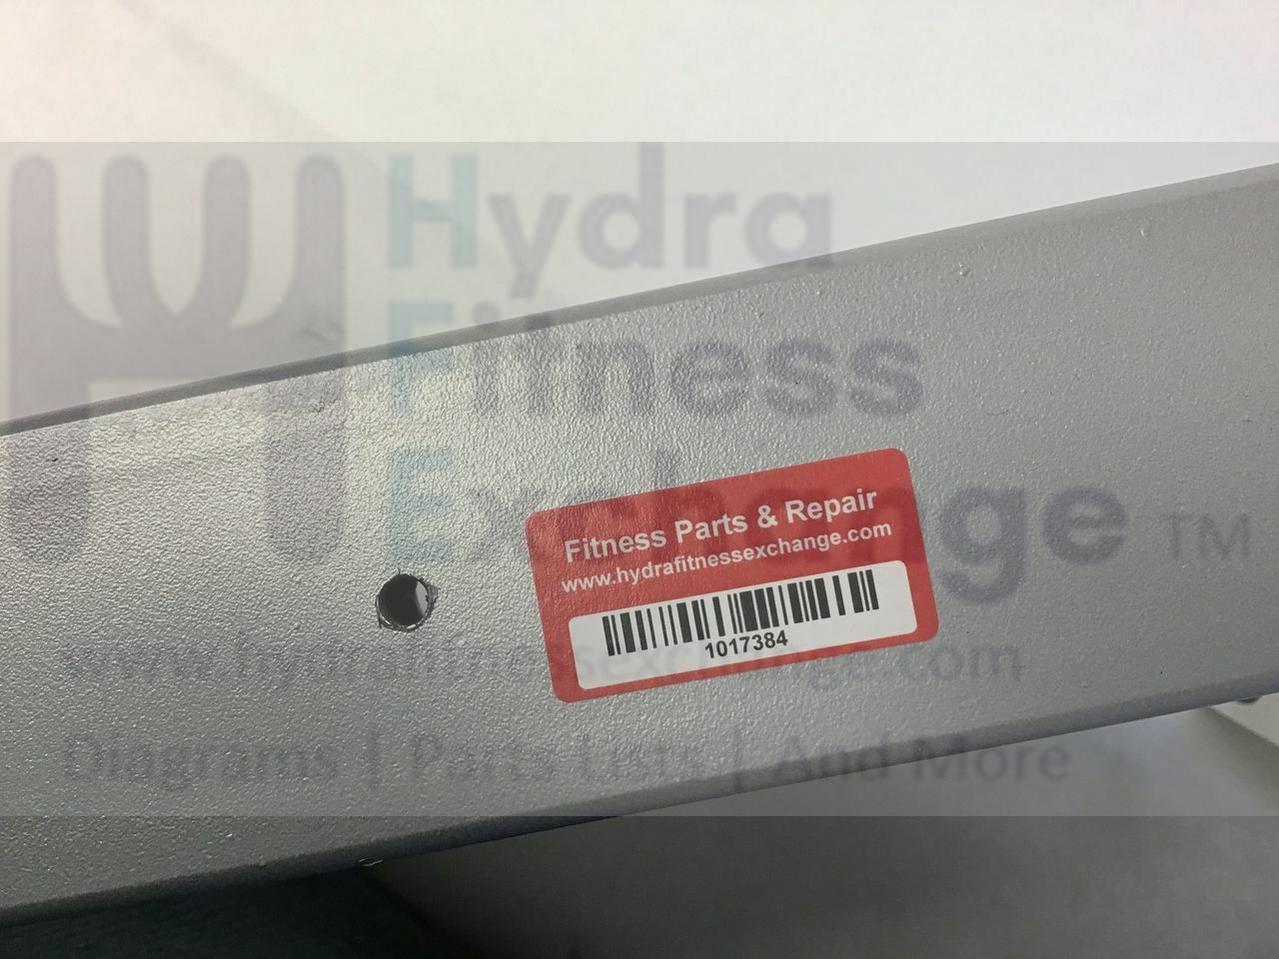 Hydra
Fitness
Exchange TM
www.hydrafitnessexchange.com
Diagrams | Parts Lists | And More
Fitness Parts & Repair
www.hydrafitnessexchange.com
1017384